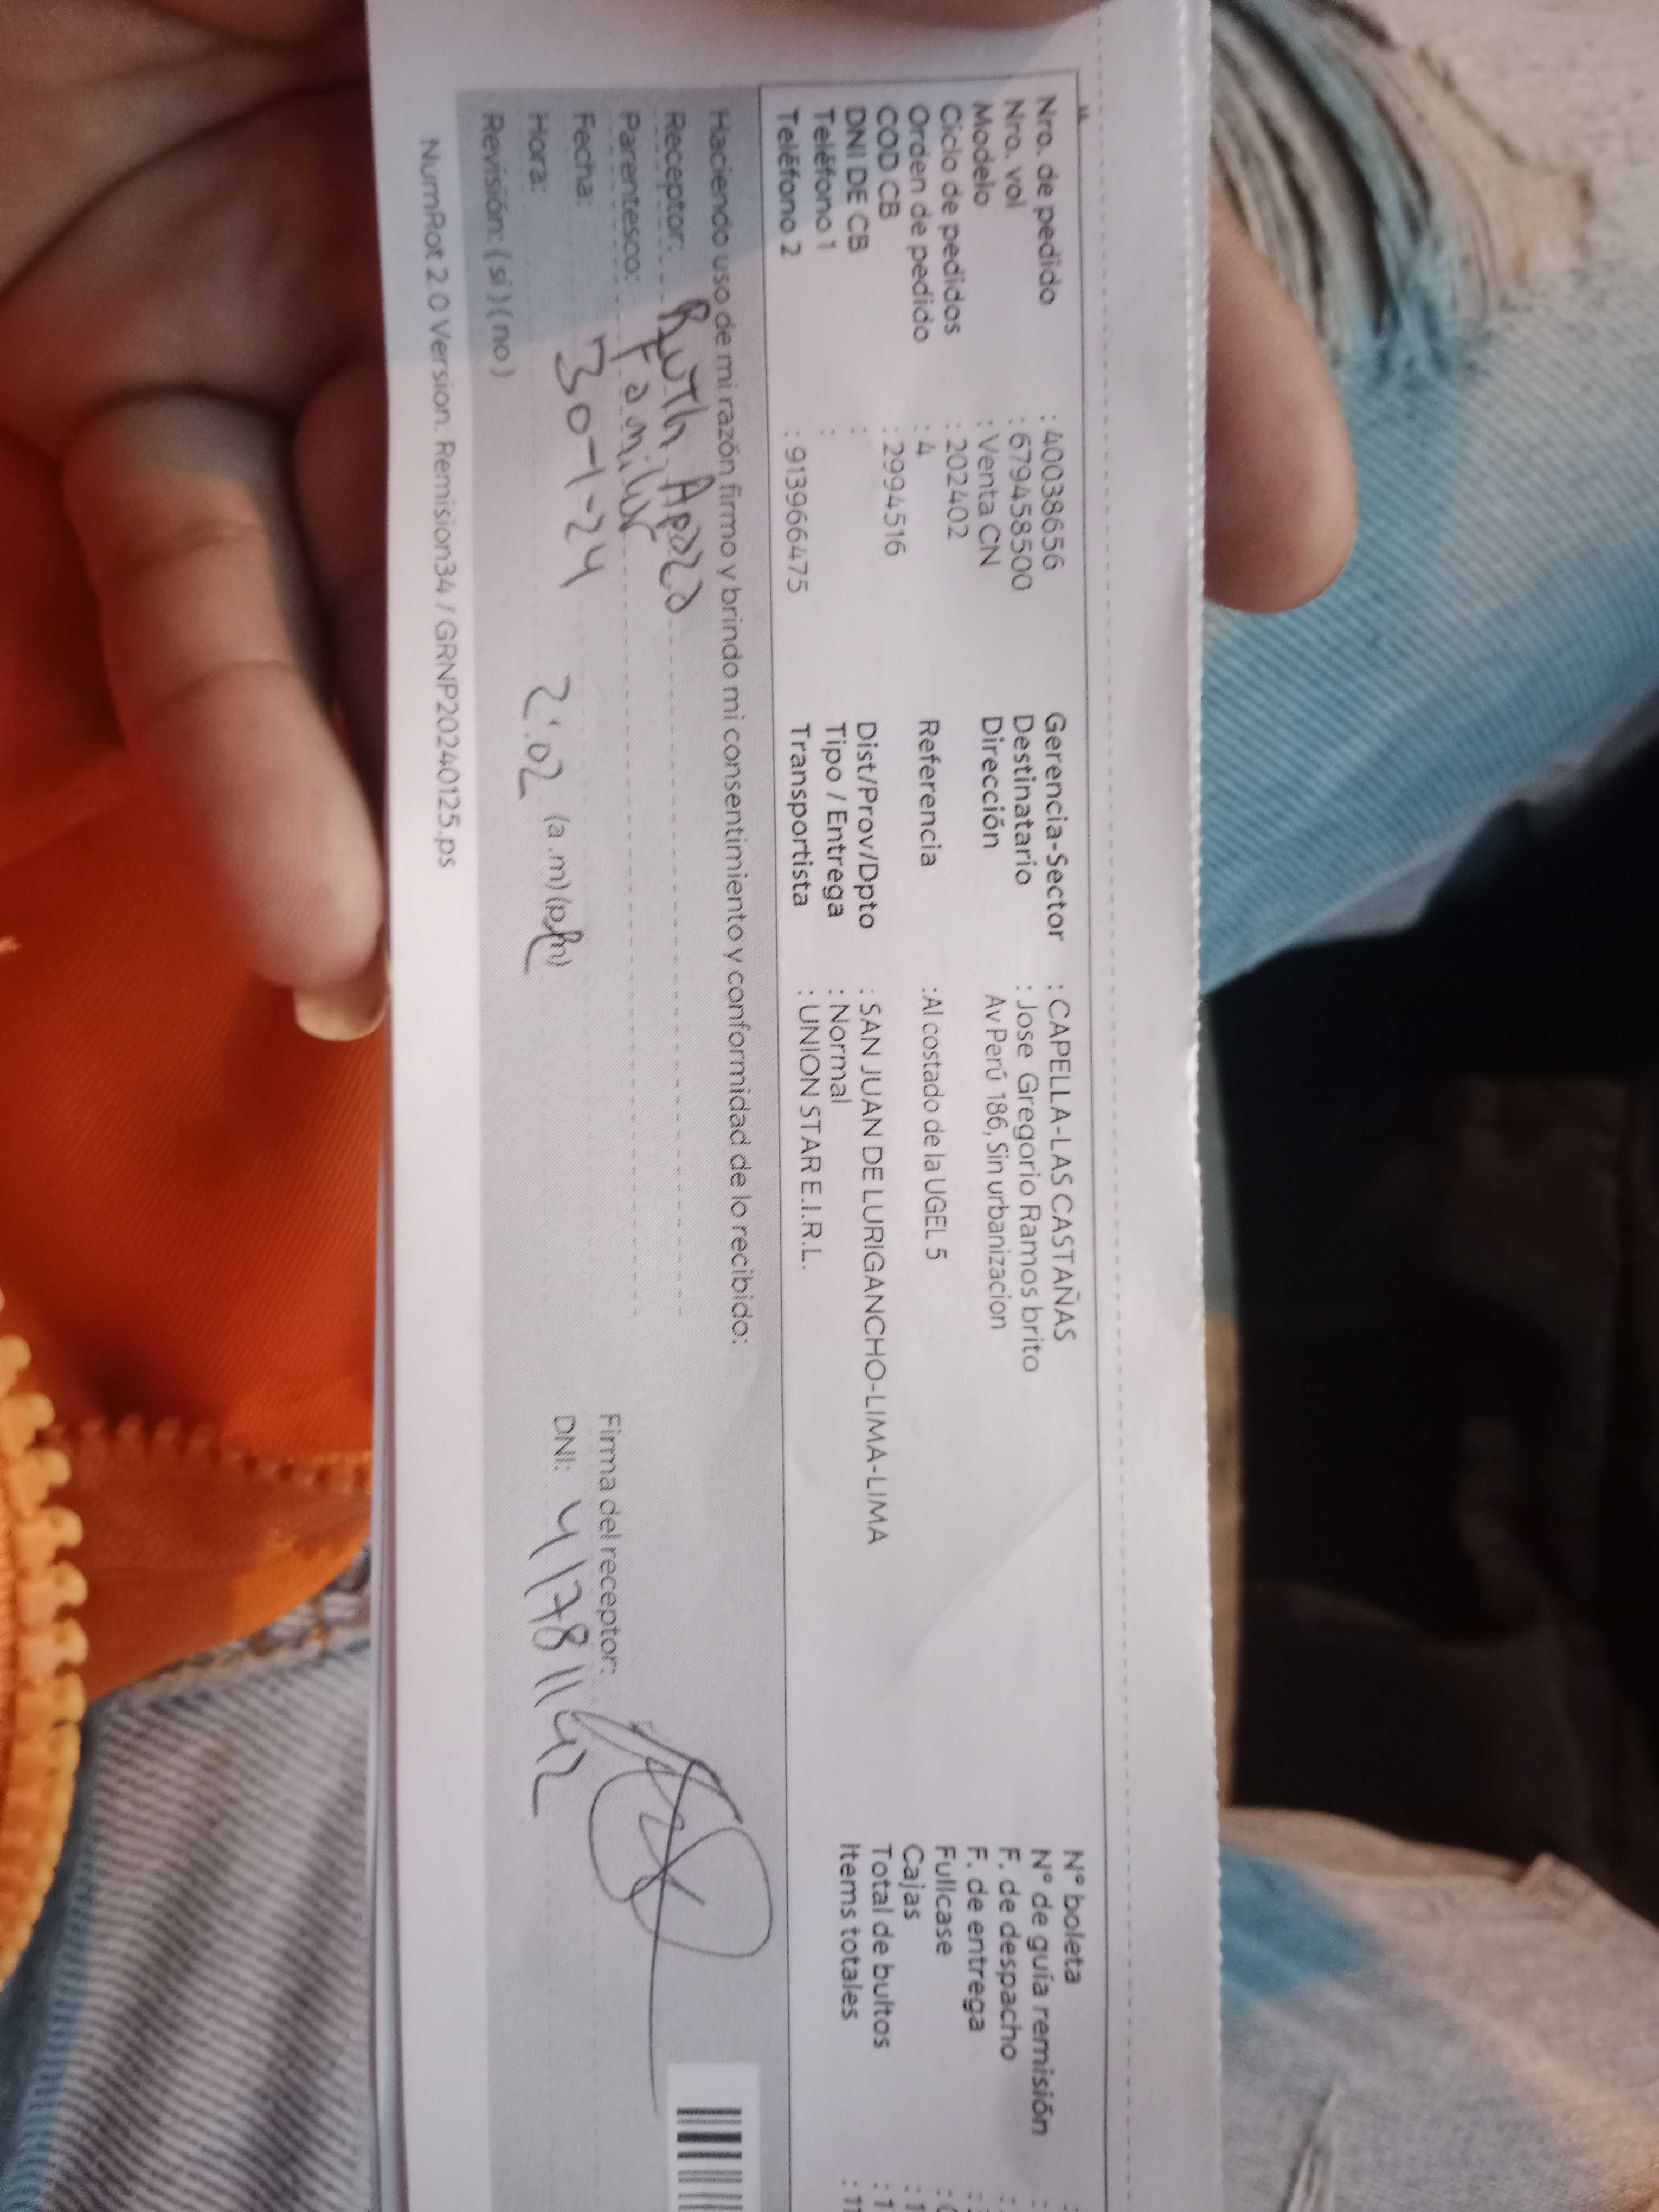 Nro. de pedido : 40038656
Nro. vol : 679458500
Modelo : Venta CN
Ciclo de pedidos : 202402
Orden de pedido : 4
COD CB : 2994516
DNI DE CB :
Teléfono 1 :
Teléfono 2 : 913966475
Gerencia-Sector : CAPELLA-LAS CASTAÑAS
Destinatario : Jose Gregorio Ramos brito
Dirección Av Perú 186, Sin urbanizacion
Referencia : Al costado de la UGEL 5
Dist/Prov/Dpto : SAN JUAN DE LURIGANCHO-LIMA-LIMA
Tipo / Entrega : Normal
Transportista : UNION STAR E.I.R.L.
N° boleta :
N° de guía remisión :
F. de despacho :
F. de entrega :
Fullcase :
Cajas : 1
Total de bultos : 1
Items totales : 11
Haciendo uso de mi razón firmo y brindo mi consentimiento y conformidad de lo recibido:
Receptor: Ruth Apaza
Parentesco: Familiar
Fecha: 30-1-24
Hora: 2:02 (a.m) (p.m)
Revisión: ( si ) ( no )
Firma del receptor:
DNI: 41781142
NumRot 2.0 Version: Remision34 / GRNP20240125.ps